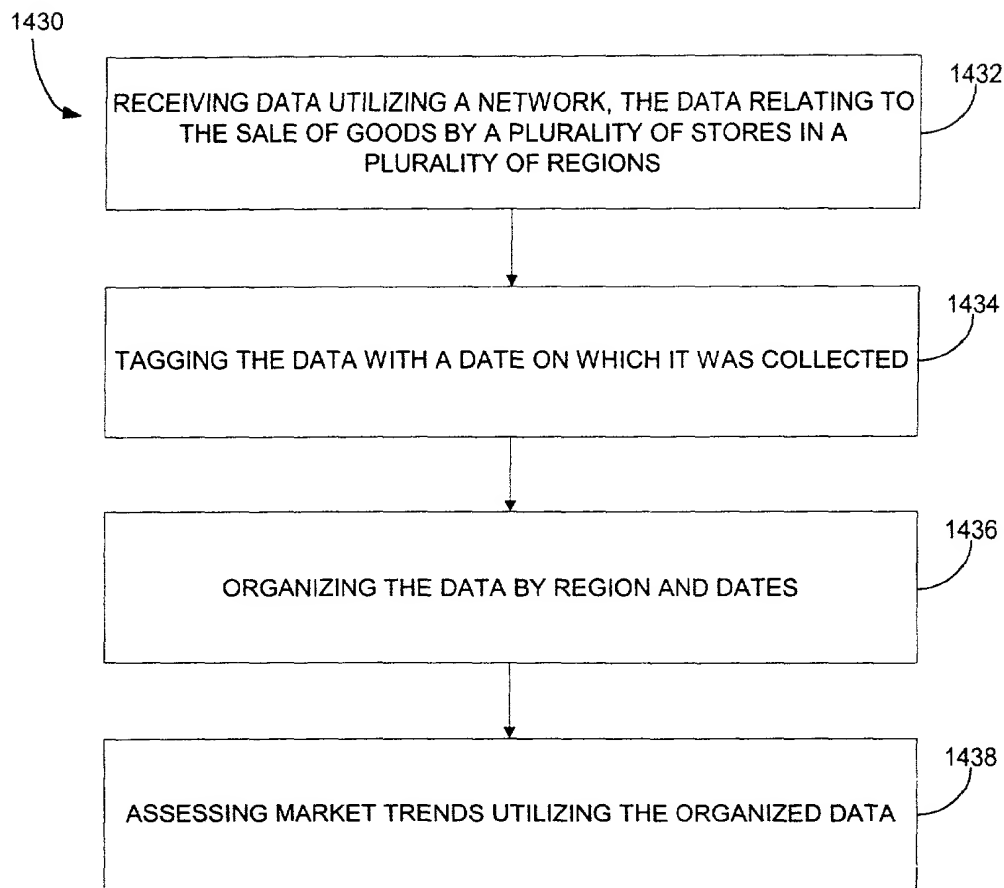 1430
1432
RECEIVING DATA UTILIZING A NETWORK, THE DATA RELATING TO
THE SALE OF GOODS BY A PLURALITY OF STORES IN A
PLURALITY OF REGIONS
1434
TAGGING THE DATA WITH A DATE ON WHICH IT WAS COLLECTED
1436
ORGANIZING THE DATA BY REGION AND DATES
1438
ASSESSING MARKET TRENDS UTILIZING THE ORGANIZED DATA